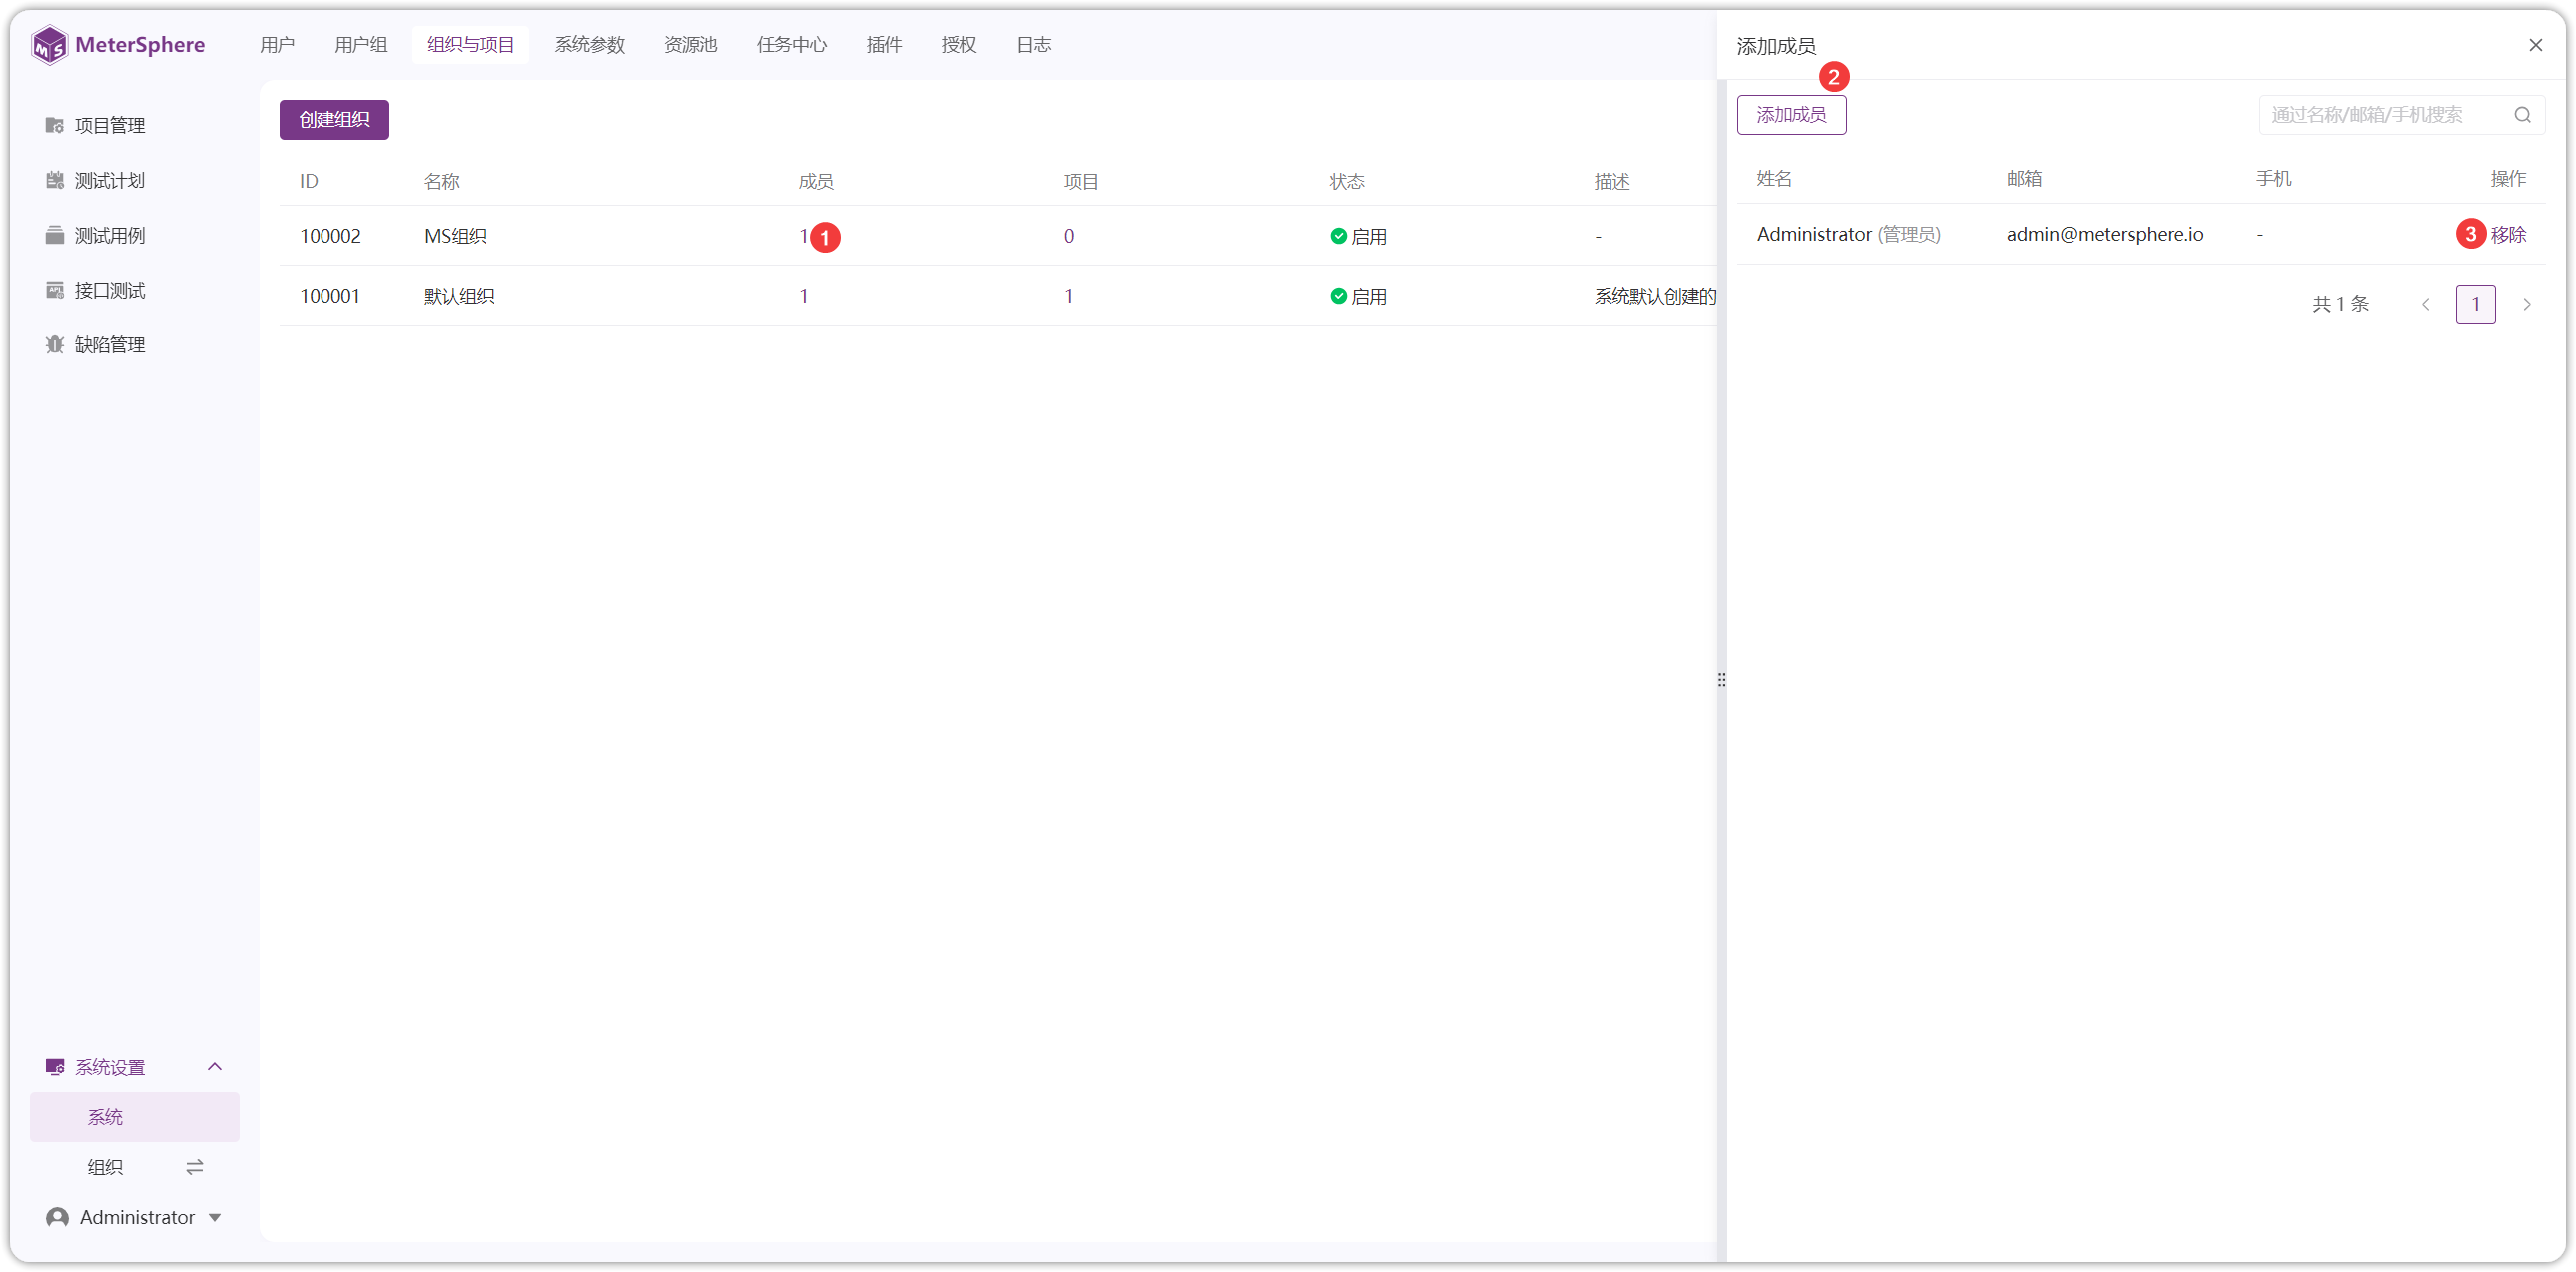 MeterSphere
用户 用户组 组织与项目 系统参数 资源池 任务中心 插件 授权 日志
项目管理
测试计划
测试用例
接口测试
缺陷管理
系统设置
系统
组织
Administrator
创建组织
ID 名称 成员 项目 状态 描述
100002 MS组织 1 1 0 启用 -
100001 默认组织 1 1 启用 系统默认创建的
添加成员
2
添加成员 通过名称/邮箱/手机搜索
姓名 邮箱 手机 操作
Administrator (管理员) admin@metersphere.io - 3 移除
共 1 条 1